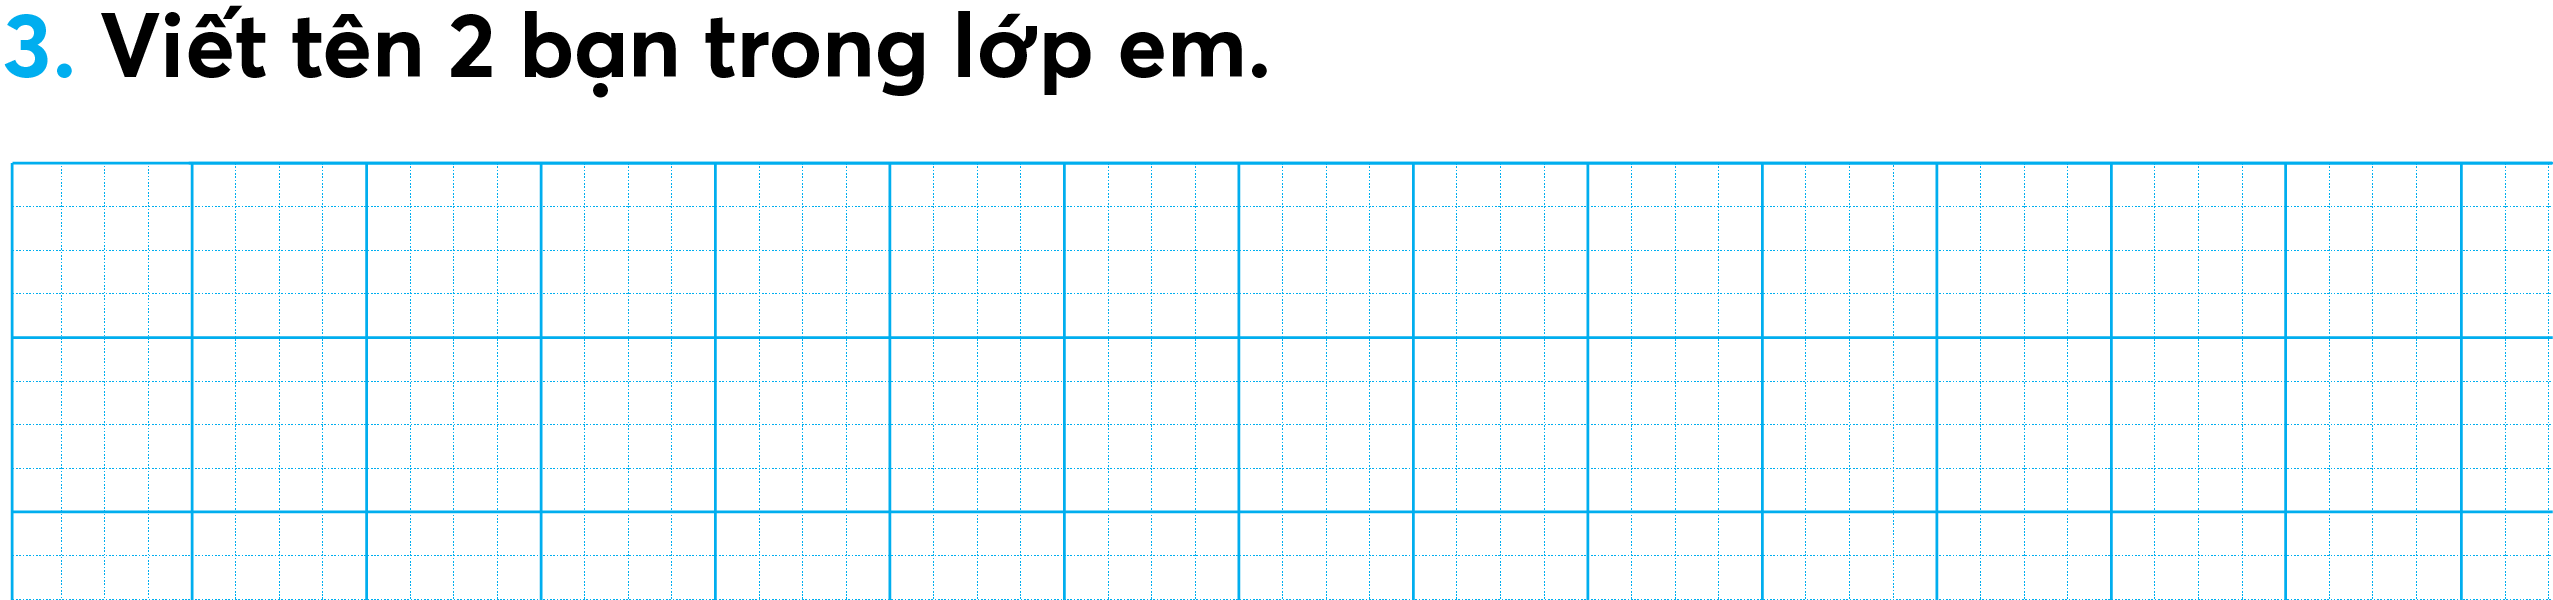 3. Viết tên 2 bạn trong lớp em.